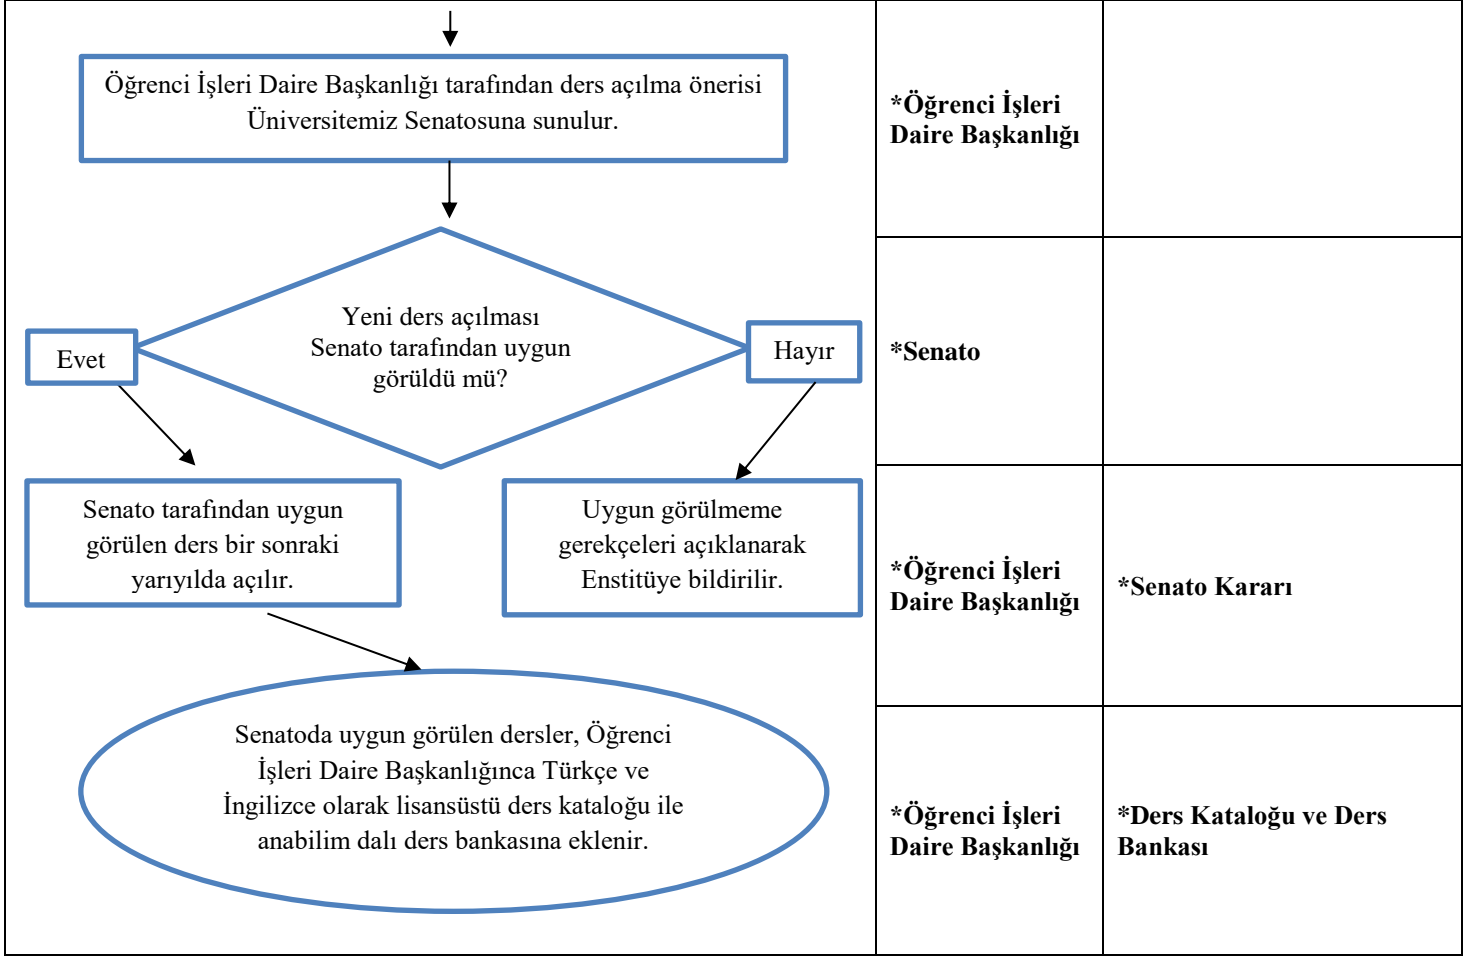 Öğrenci İşleri Daire Başkanlığı tarafından ders açılma önerisi
Üniversitemiz Senatosuna sunulur.
*Öğrenci İşleri
Daire Başkanlığı
Yeni ders açılması
Senato tarafından uygun
görüldü mü?
Evet
Hayır
*Senato
Senato tarafından uygun
görülen ders bir sonraki
yarıyılda açılır.
Uygun görülmeme
gerekçeleri açıklanarak
Enstitüye bildirilir.
*Öğrenci İşleri
Daire Başkanlığı
*Senato Kararı
Senatoda uygun görülen dersler, Öğrenci
İşleri Daire Başkanlığınca Türkçe ve
İngilizce olarak lisansüstü ders kataloğu ile
anabilim dalı ders bankasına eklenir.
*Öğrenci İşleri
Daire Başkanlığı
*Ders Kataloğu ve Ders
Bankası